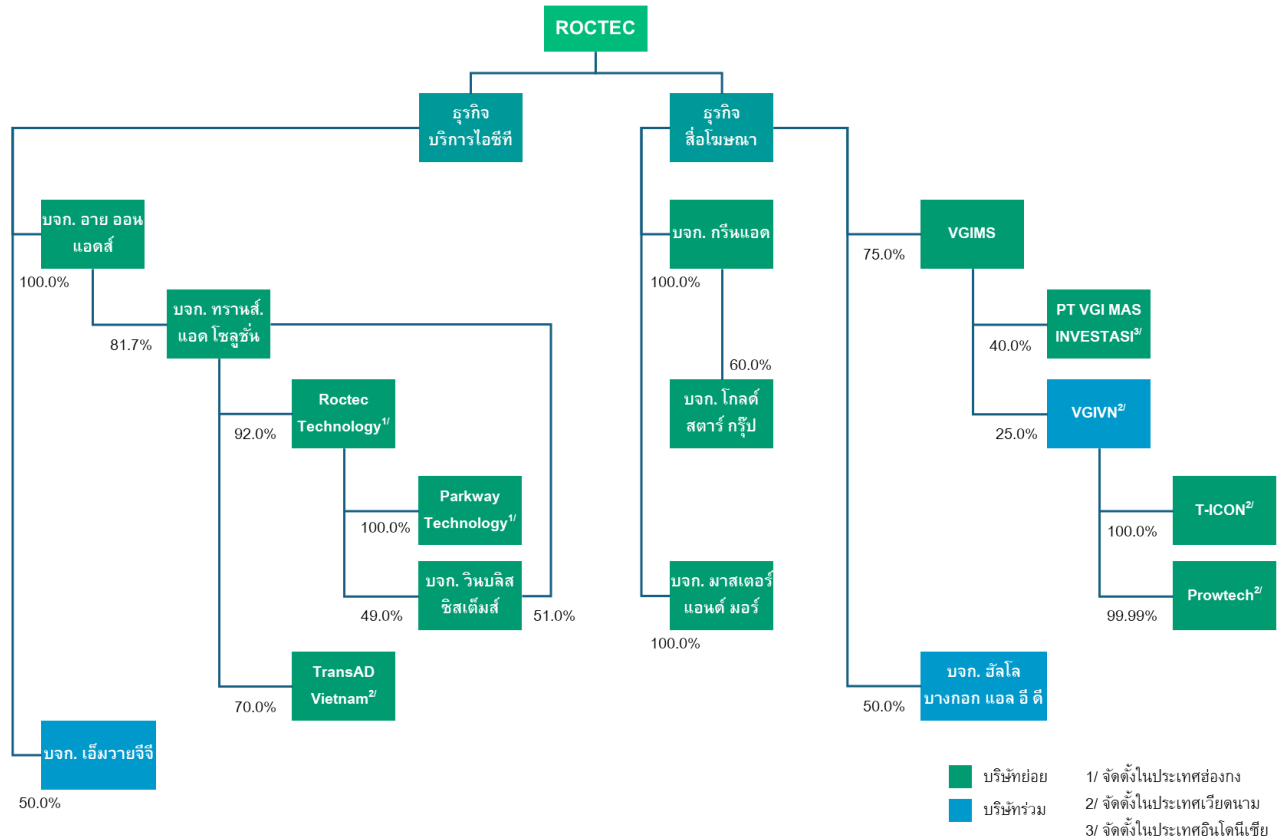 ROCTEC
ธุรกิจ
บริการไอซีที
ธุรกิจ
สื่อโฆษณา
บจก. อาย ออน
แอดส์
100.0%
บจก. กรีนแอด
100.0%
VGIMS
75.0%
บจก. ทรานส์.
แอด โซลูชั่น
81.7%
PT VGI MAS
INVESTASI3/
40.0%
60.0%
Roctec
Technology1/
92.0%
บจก. โกลด์
สตาร์ กรุ๊ป
VGIVN2/
25.0%
Parkway
Technology1/
100.0%
T-ICON2/
100.0%
บจก. วินบลิส
ซิสเต็มส์
49.0%
51.0%
บจก. มาสเตอร์
แอนด์ มอร์
100.0%
Prowtech2/
99.99%
TransAD
Vietnam2/
70.0%
บจก. ฮัลโล
บางกอก แอล อี ดี
50.0%
บจก. เอ็มวายจีจี
50.0%
บริษัทย่อย
บริษัทร่วม
1/ จัดตั้งในประเทศฮ่องกง
2/ จัดตั้งในประเทศเวียดนาม
3/ จัดตั้งในประเทศอินโดนีเซีย